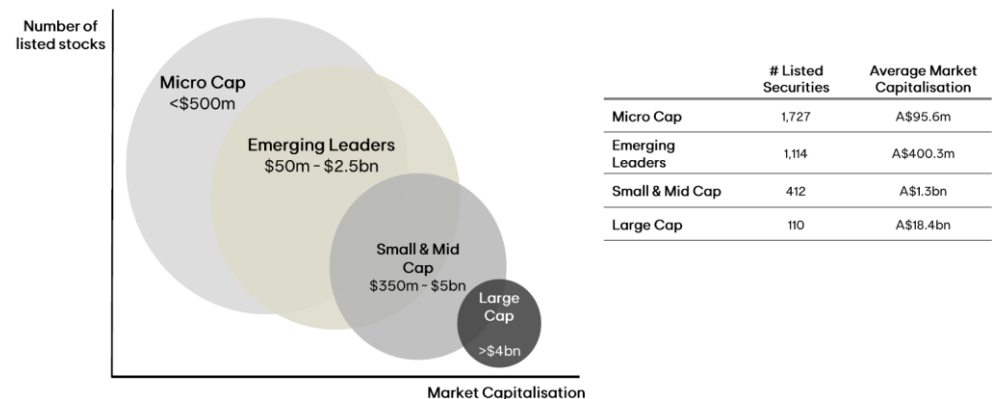 Number of
listed stocks
Micro Cap
<$500m
Emerging Leaders
$50m - $2.5bn
Small & Mid
Cap
$350m - $5bn
Large
Cap
>$4bn
Market Capitalisation
# Listed
Securities
Average Market
Capitalisation
Micro Cap 1,727 A$95.6m
Emerging
Leaders 1,114 A$400.3m
Small & Mid Cap 412 A$1.3bn
Large Cap 110 A$18.4bn